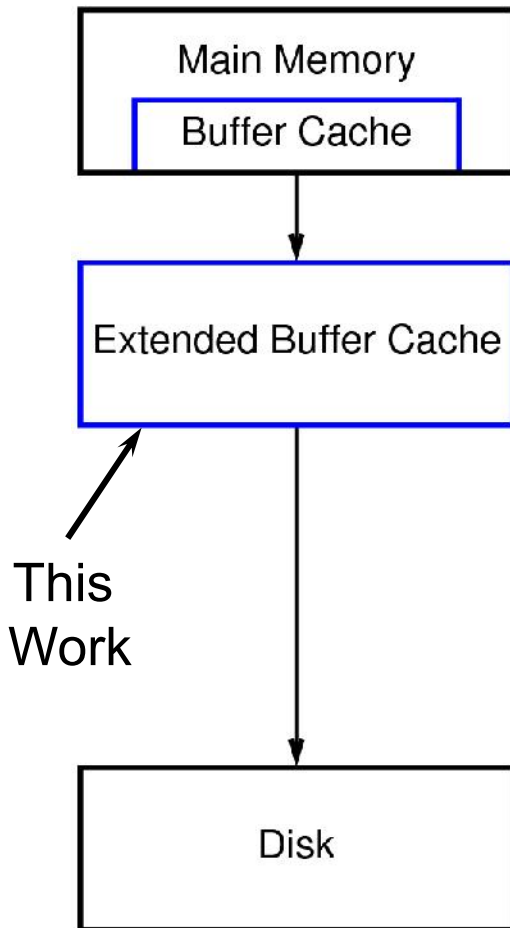 Main Memory
Buffer Cache
Extended Buffer Cache
This
Work
Disk